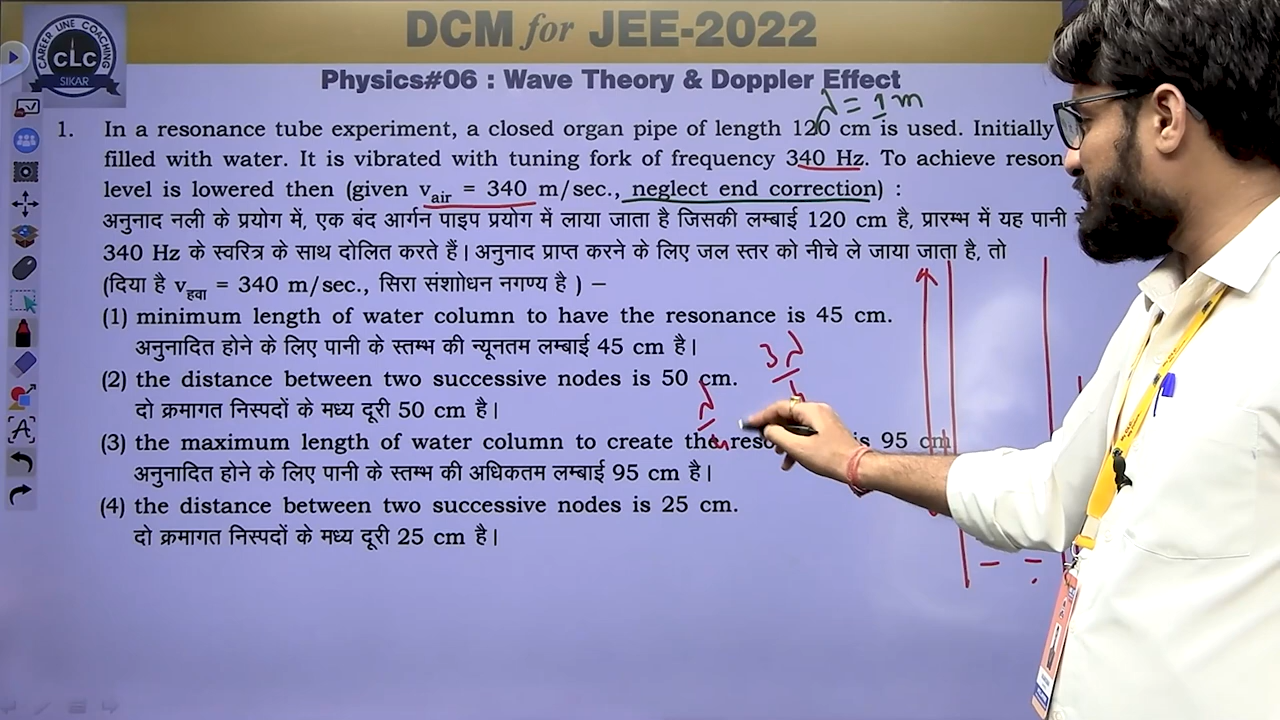 DCM for JEE-2022
CAREER LINE COACHING
CLC
SIKAR
Physics#06 : Wave Theory & Doppler Effect
λ = 1 m
1. In a resonance tube experiment, a closed organ pipe of length 120 cm is used. Initially
filled with water. It is vibrated with tuning fork of frequency 340 Hz. To achieve reson
level is lowered then (given vair = 340 m/sec., neglect end correction) :
अनुनाद नली के प्रयोग में, एक बंद आर्गन पाइप प्रयोग में लाया जाता है जिसकी लम्बाई 120 cm है, प्रारम्भ में यह पानी
340 Hz के स्वरित्र के साथ दोलित करते हैं। अनुनाद प्राप्त करने के लिए जल स्तर को नीचे ले जाया जाता है, तो
(दिया है vहवा = 340 m/sec., सिरा संशाोधन नगण्य है ) –
(1) minimum length of water column to have the resonance is 45 cm.
अनुनादित होने के लिए पानी के स्तम्भ की न्यूनतम लम्बाई 45 cm है।
3λ
(2) the distance between two successive nodes is 50 cm.
λ
दो क्रमागत निस्पदों के मध्य दूरी 50 cm है।
4
(3) the maximum length of water column to create the reso is 95 cm
अनुनादित होने के लिए पानी के स्तम्भ की अधिकतम लम्बाई 95 cm है।
(4) the distance between two successive nodes is 25 cm.
दो क्रमागत निस्पदों के मध्य दूरी 25 cm है।